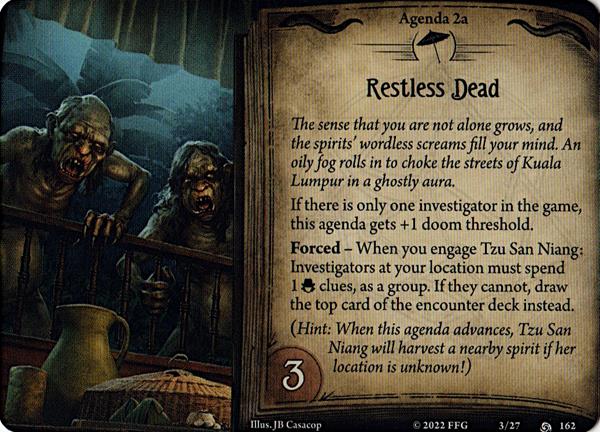 Agenda 2a
Restless Dead
The sense that you are not alone grows, and
the spirits' wordless screams fill your mind. An
oily fog rolls in to choke the streets of Kuala
Lumpur in a ghostly aura.
If there is only one investigator in the game,
this agenda gets +1 doom threshold.
Forced – When you engage Tzu San Niang:
Investigators at your location must spend
1 clues, as a group. If they cannot, draw
the top card of the encounter deck instead.
(Hint: When this agenda advances, Tzu San
Niang will harvest a nearby spirit if her
location is unknown!)
3
Illus. JB Casacop
© 2022 FFG
3/27
162